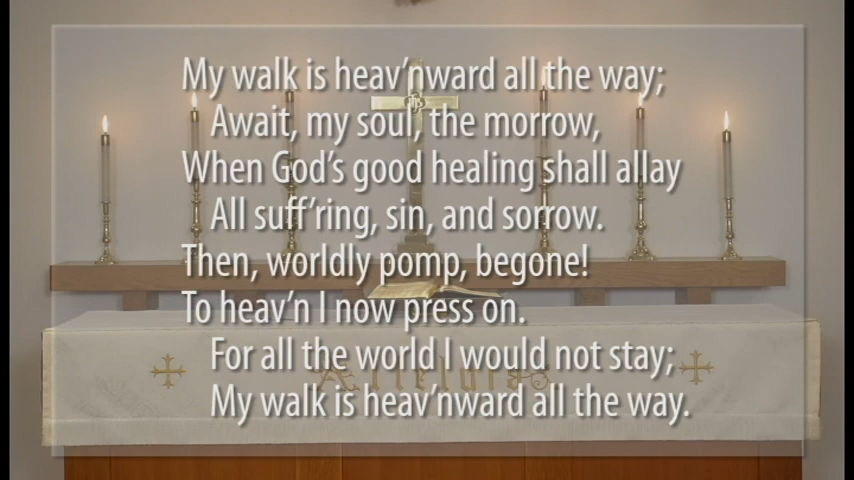 My walk is heav’nward all the way;
Await, my soul, the morrow,
When God’s good healing shall allay
All suff’ring, sin, and sorrow.
Then, worldly pomp, begone!
To heav’n I now press on.
For all the world I would not stay;
My walk is heav’nward all the way.
Alleluias